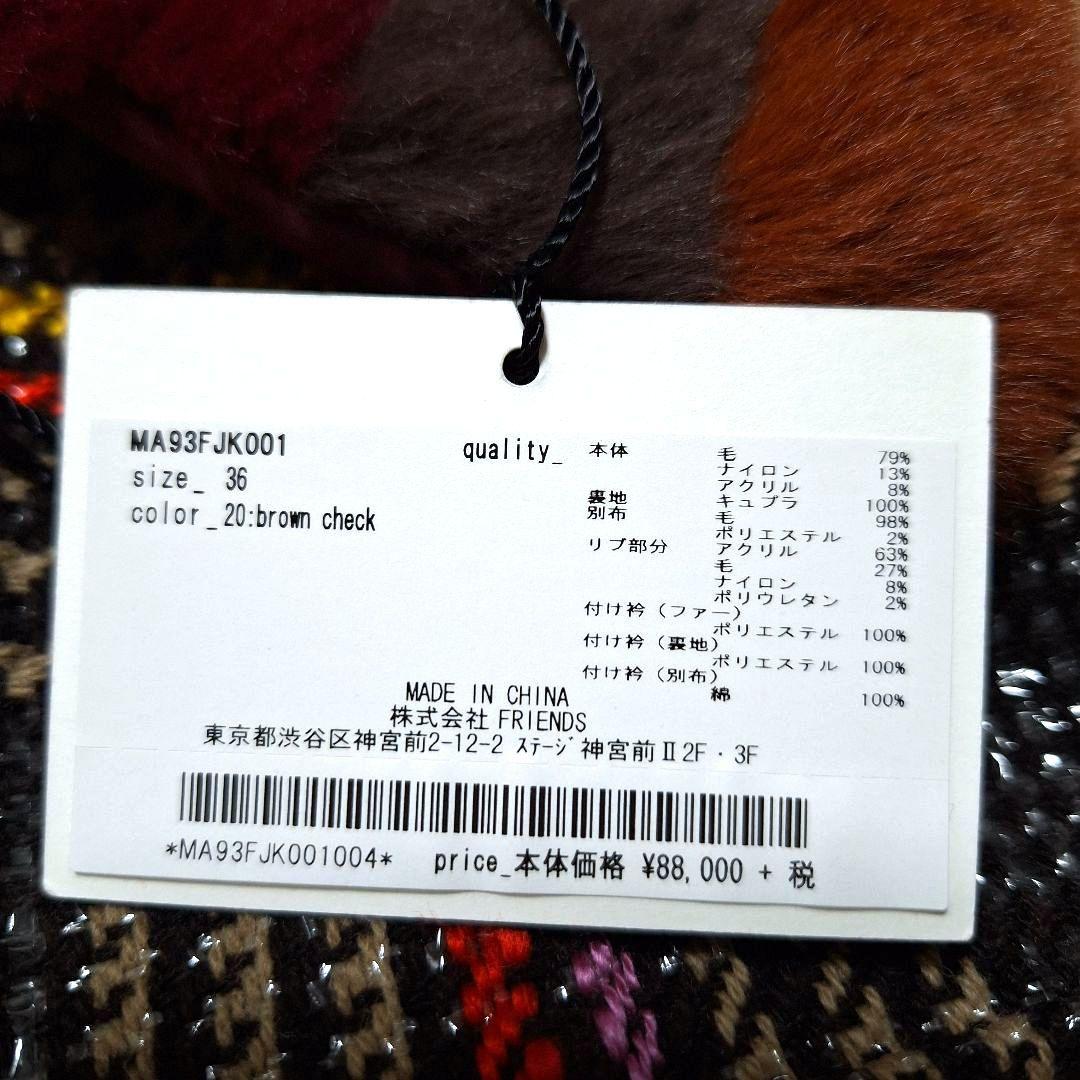 MA93FJK001
size_ 36
color_20:brown check
quality_ 本体 毛 79%
ナイロン 13%
アクリル 8%
裏地 キュプラ 100%
別布 毛 98%
ポリエステル 2%
リブ部分 アクリル 63%
毛 27%
ナイロン 8%
ポリウレタン 2%
付け衿(ファー)
ポリエステル 100%
付け衿(裏地)
ポリエステル 100%
付け衿(別布)
綿 100%
MADE IN CHINA
株式会社 FRIENDS
東京都渋谷区神宮前2-12-2 ｽﾃｰｼﾞ神宮前Ⅱ2F・3F
*MA93FJK001004* price_本体価格 ¥88,000 + 税